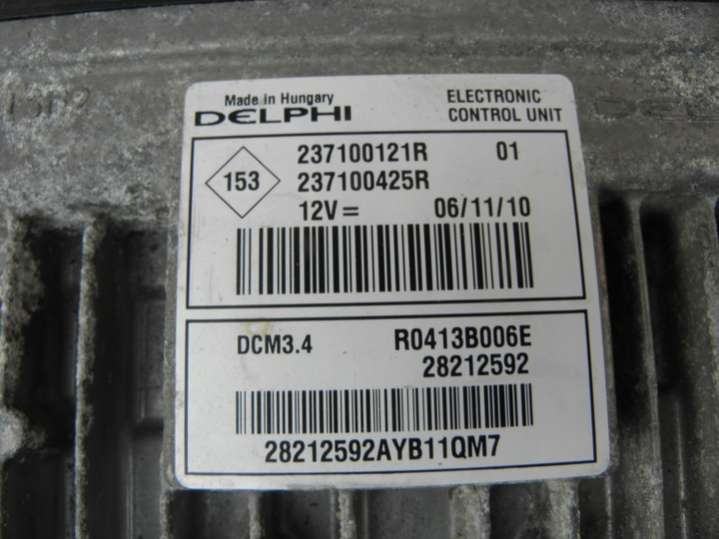 Made in Hungary
DELPHI
ELECTRONIC
CONTROL UNIT
153
237100121R 01
237100425R
12V = 06/11/10
DCM3.4 R0413B006E
28212592
28212592AYB11QM7